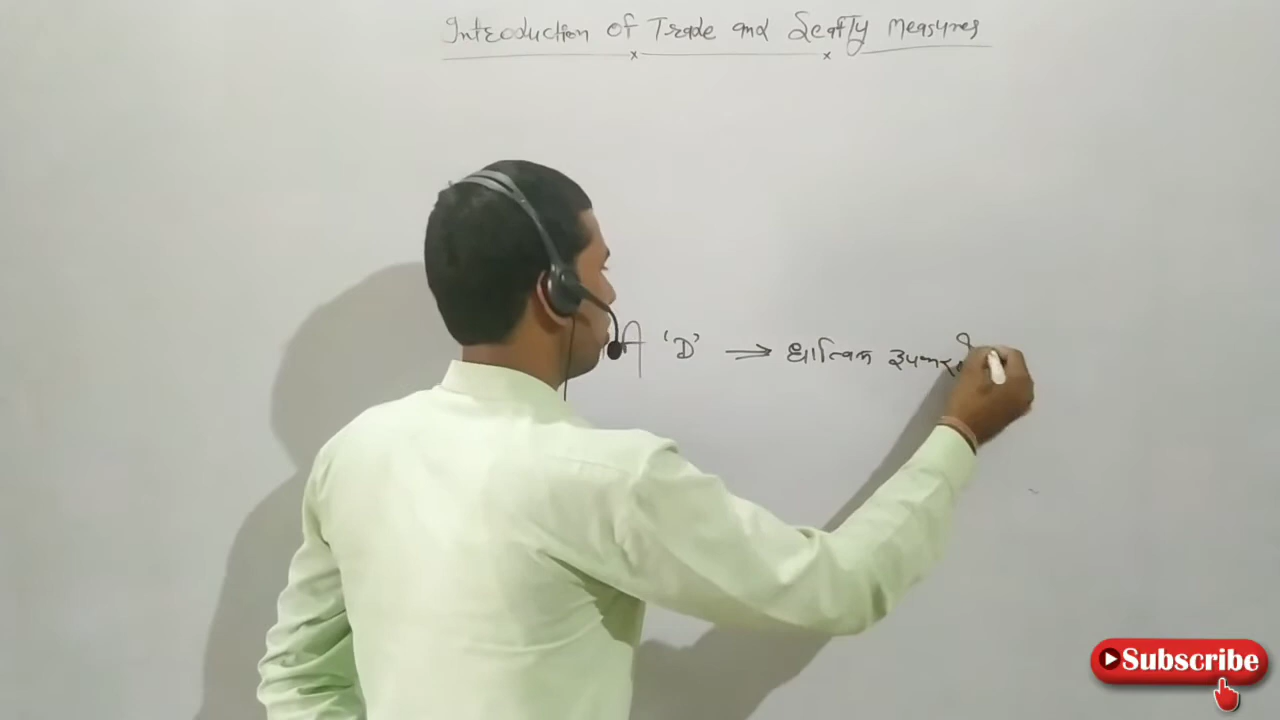 Introduction of Trade and Seafty Measures
'D' ⇒ धात्विक उपकर
Subscribe